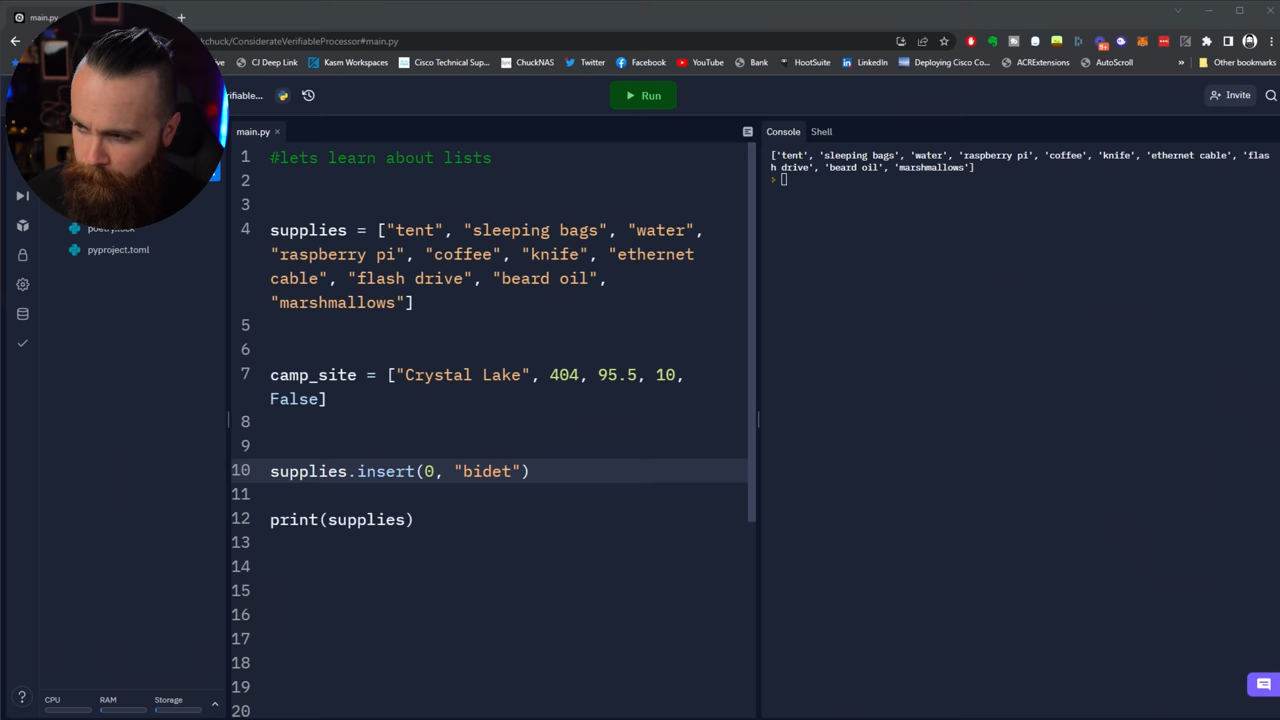 main.py
chuck/ConsiderateVerifiableProcessor#main.py
CJ Deep Link
Kasm Workspaces
Cisco Technical Sup...
ChuckNAS
Twitter
Facebook
YouTube
Bank
HootSuite
LinkedIn
Deploying Cisco Co...
ACRExtensions
AutoScroll
»
Other bookmarks
erifiable...
Run
Invite
main.py ×
Console
Shell
1 #lets learn about lists
2
3
4 supplies = ["tent", "sleeping bags", "water",
"raspberry pi", "coffee", "knife", "ethernet
cable", "flash drive", "beard oil",
"marshmallows"]
5
6
7 camp_site = ["Crystal Lake", 404, 95.5, 10,
False]
8
9
10 supplies.insert(0, "bidet")
11
12 print(supplies)
13
14
15
16
17
18
19
20
['tent', 'sleeping bags', 'water', 'raspberry pi', 'coffee', 'knife', 'ethernet cable', 'flas
h drive', 'beard oil', 'marshmallows']
>
poetry.lock
pyproject.toml
?
CPU
RAM
Storage